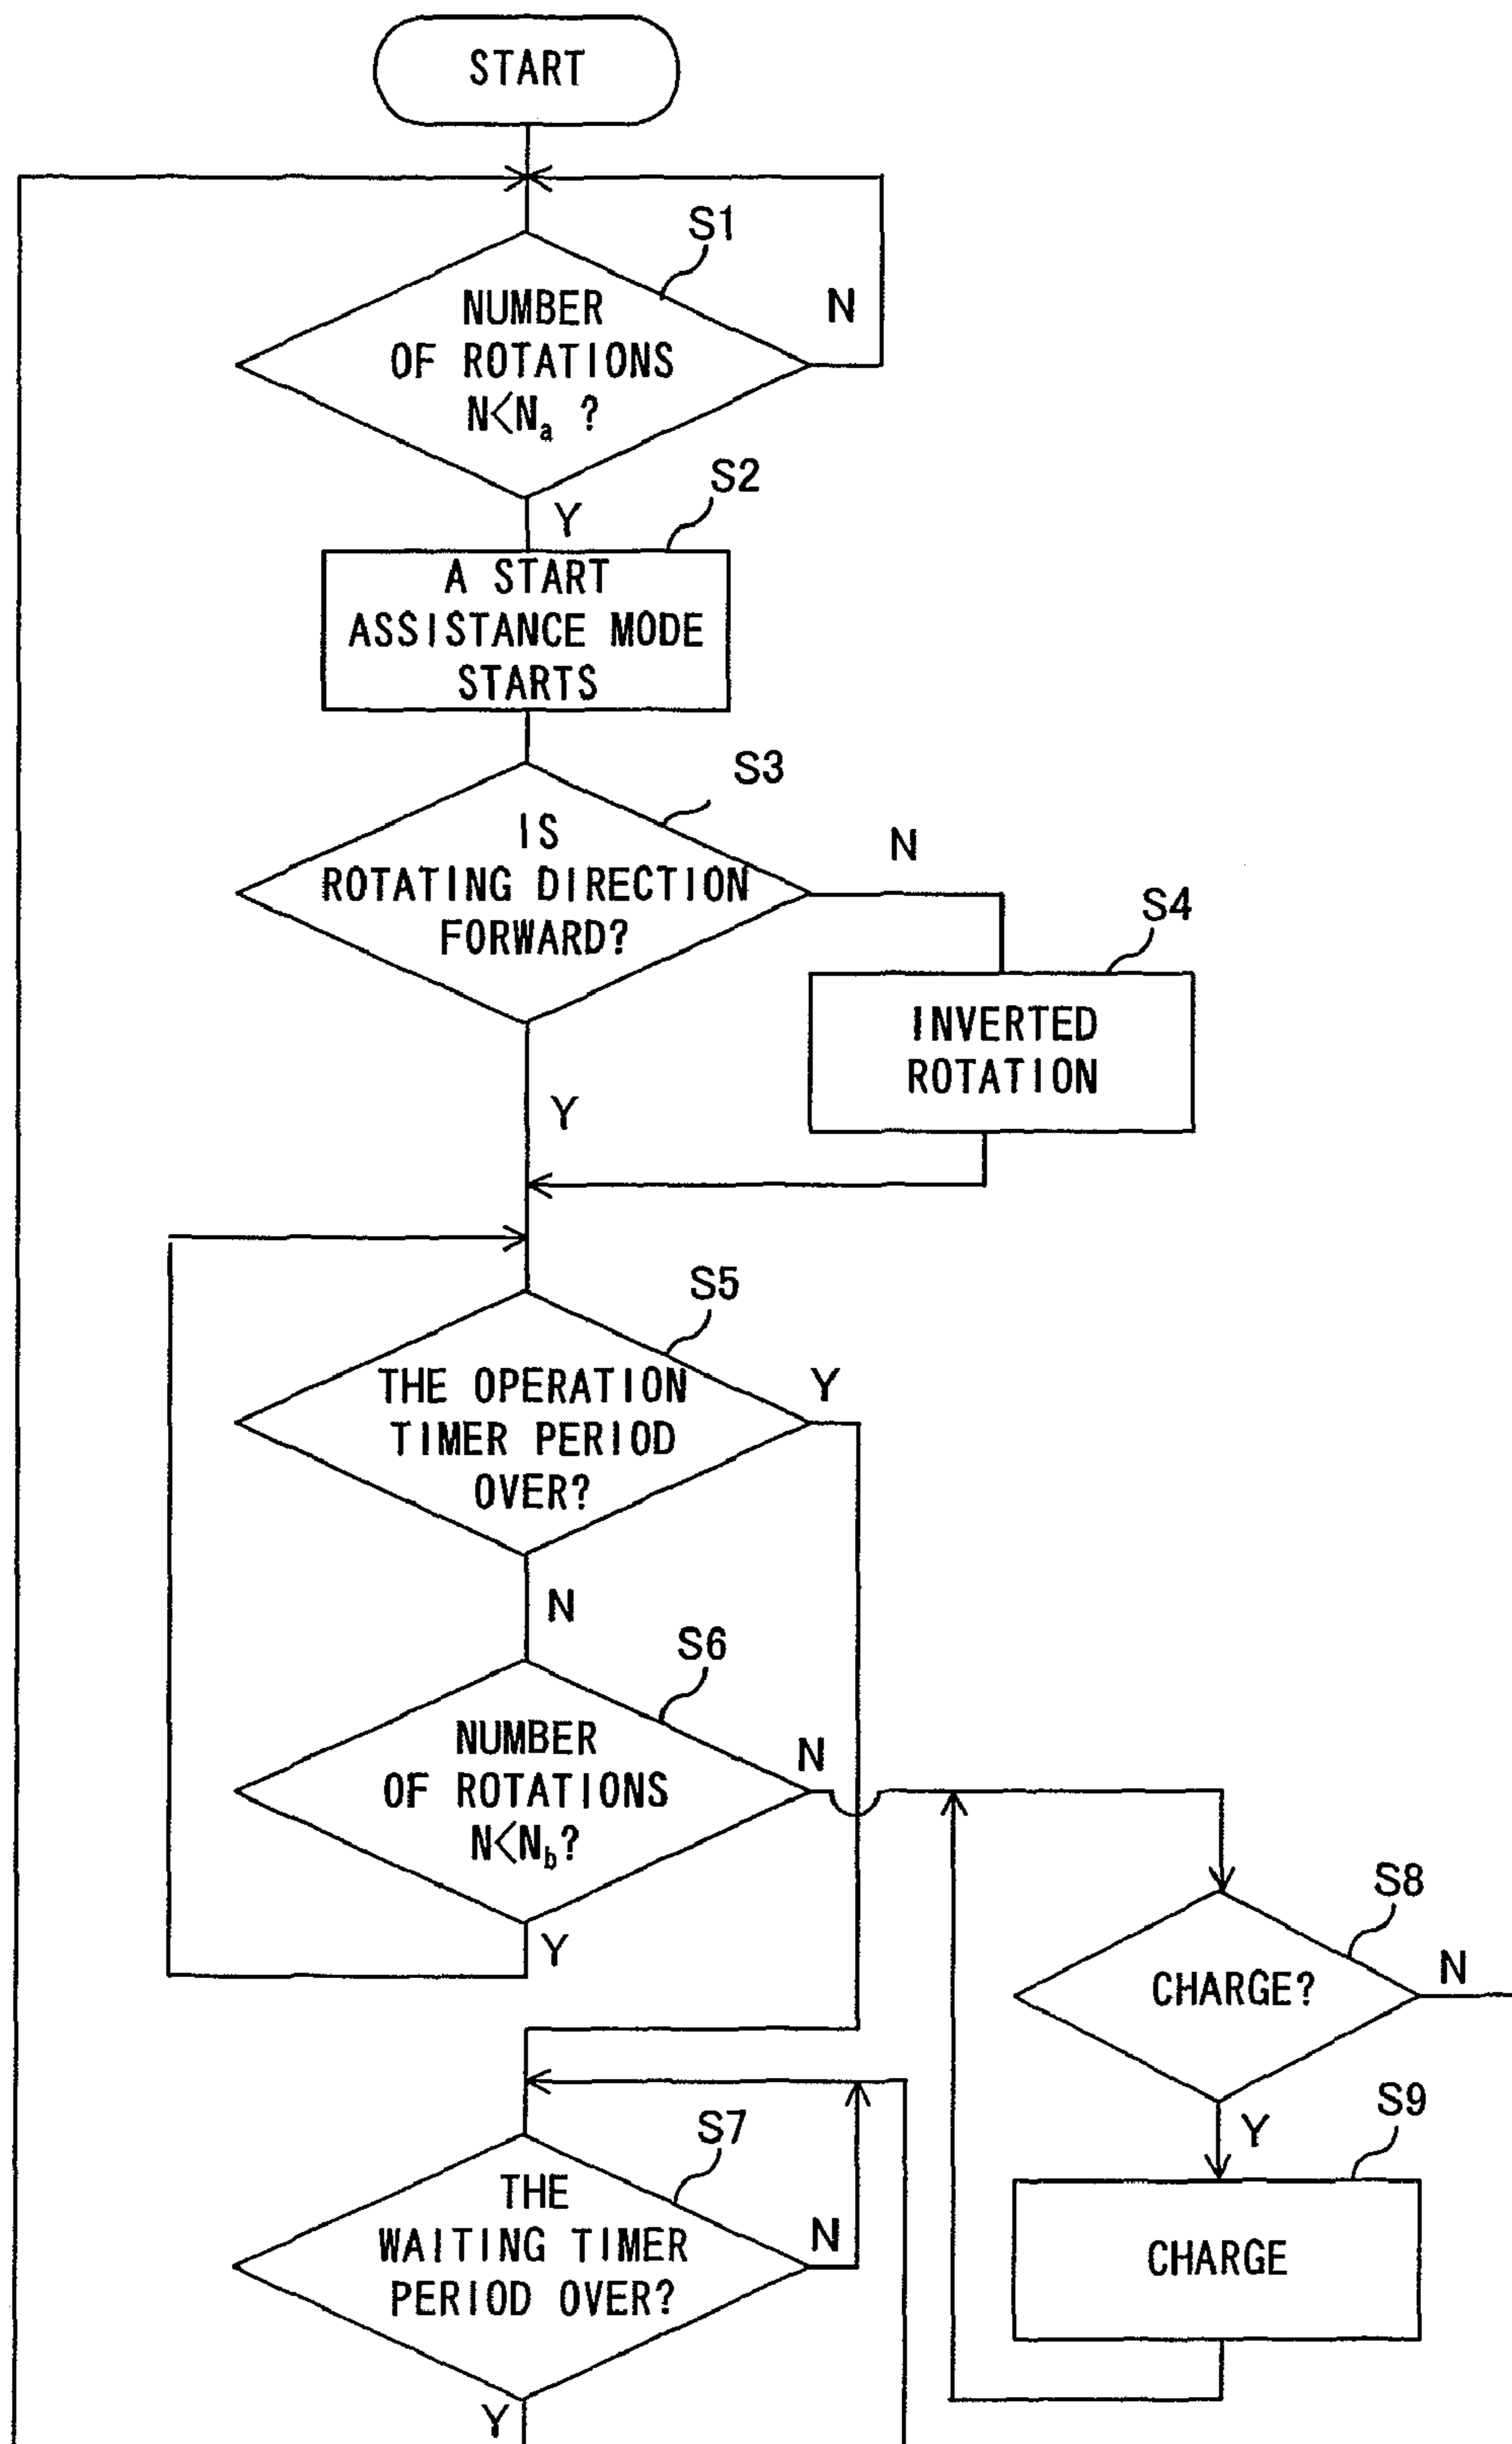 START
S1
NUMBER
OF ROTATIONS
N<Na ?
N
Y
S2
A START
ASSISTANCE MODE
STARTS
S3
IS
ROTATING DIRECTION
FORWARD?
N
Y
S4
INVERTED
ROTATION
S5
THE OPERATION
TIMER PERIOD
OVER?
Y
N
S6
NUMBER
OF ROTATIONS
N<Nb?
N
Y
S8
CHARGE?
N
Y
S9
CHARGE
S7
THE
WAITING TIMER
PERIOD OVER?
N
Y